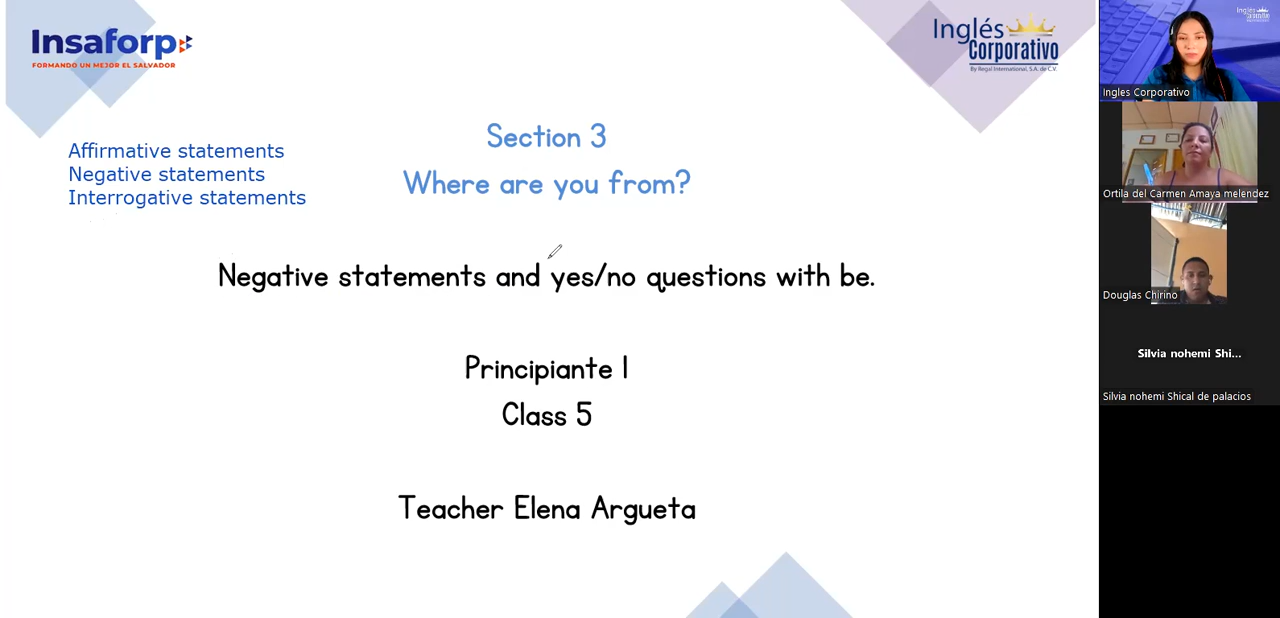 Insaforp
FORMANDO UN MEJOR EL SALVADOR
Inglés
Corporativo
By Regal International, S.A. de C.V.
Affirmative statements
Negative statements
Interrogative statements
Section 3
Where are you from?
Negative statements and yes/no questions with be.
Principiante I
Class 5
Teacher Elena Argueta
Ingles Corporativo
Ortila del Carmen Amaya melendez
Douglas Chirino
Silvia nohemi Shi...
Silvia nohemi Shical de palacios